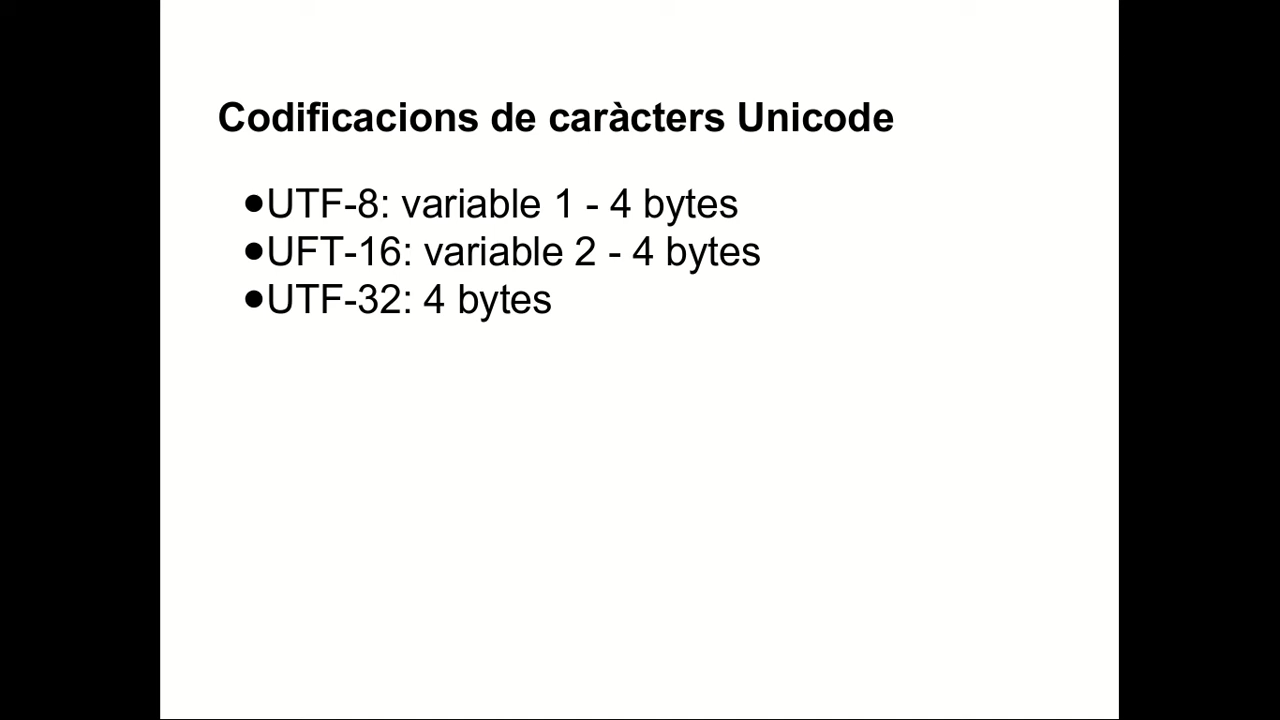 Codificacions de caràcters Unicode
●UTF-8: variable 1 - 4 bytes
●UFT-16: variable 2 - 4 bytes
●UTF-32: 4 bytes